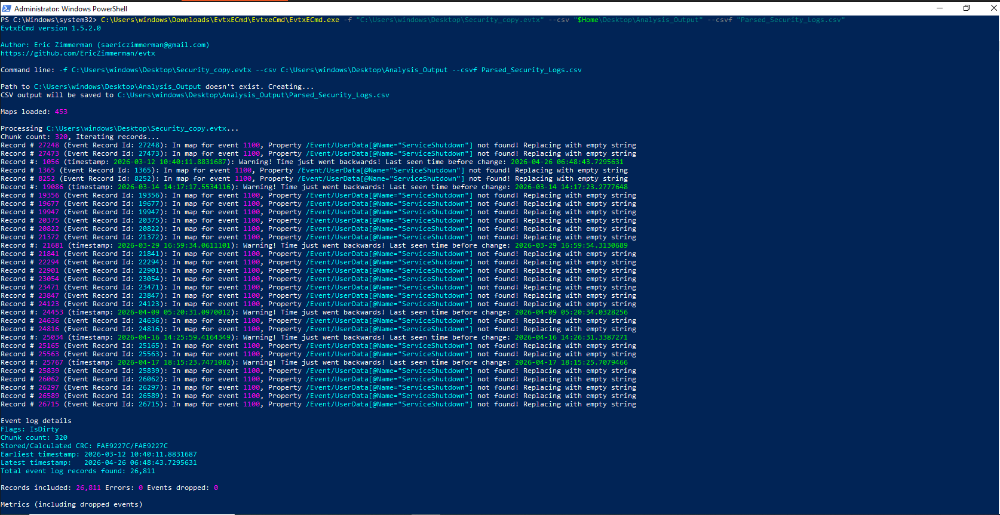 Administrator: Windows PowerShell
PS C:\Windows\system32> C:\Users\windows\Downloads\EvtxECmd\EvtxeCmd\EvtxECmd.exe -f "C:\Users\windows\Desktop\Security_copy.evtx" --csv "$Home\Desktop\Analysis_Output" --csvf "Parsed_Security_Logs.csv"
EvtxECmd version 1.5.2.0
Author: Eric Zimmerman (saericzimmerman@gmail.com)
https://github.com/EricZimmerman/evtx
Command line: -f C:\Users\windows\Desktop\Security_copy.evtx --csv C:\Users\windows\Desktop\Analysis_Output --csvf Parsed_Security_Logs.csv
Path to C:\Users\windows\Desktop\Analysis_Output doesn't exist. Creating...
CSV output will be saved to C:\Users\windows\Desktop\Analysis_Output\Parsed_Security_Logs.csv
Maps loaded: 453
Processing C:\Users\windows\Desktop\Security_copy.evtx...
Chunk count: 320, Iterating records...
Record # 27248 (Event Record Id: 27248): In map for event 1100, Property /Event/UserData[@Name="ServiceShutdown"] not found! Replacing with empty string
Record # 27473 (Event Record Id: 27473): In map for event 1100, Property /Event/UserData[@Name="ServiceShutdown"] not found! Replacing with empty string
Record #: 1056 (timestamp: 2026-03-12 10:40:11.8831687): Warning! Time just went backwards! Last seen time before change: 2026-04-26 06:48:43.7295631
Record # 1365 (Event Record Id: 1365): In map for event 1100, Property /Event/UserData[@Name="ServiceShutdown"] not found! Replacing with empty string
Record # 8252 (Event Record Id: 8252): In map for event 1100, Property /Event/UserData[@Name="ServiceShutdown"] not found! Replacing with empty string
Record #: 19086 (timestamp: 2026-03-14 14:17:17.5534116): Warning! Time just went backwards! Last seen time before change: 2026-03-14 14:17:23.2777648
Record # 19356 (Event Record Id: 19356): In map for event 1100, Property /Event/UserData[@Name="ServiceShutdown"] not found! Replacing with empty string
Record # 19677 (Event Record Id: 19677): In map for event 1100, Property /Event/UserData[@Name="ServiceShutdown"] not found! Replacing with empty string
Record # 19947 (Event Record Id: 19947): In map for event 1100, Property /Event/UserData[@Name="ServiceShutdown"] not found! Replacing with empty string
Record # 20375 (Event Record Id: 20375): In map for event 1100, Property /Event/UserData[@Name="ServiceShutdown"] not found! Replacing with empty string
Record # 20822 (Event Record Id: 20822): In map for event 1100, Property /Event/UserData[@Name="ServiceShutdown"] not found! Replacing with empty string
Record # 21372 (Event Record Id: 21372): In map for event 1100, Property /Event/UserData[@Name="ServiceShutdown"] not found! Replacing with empty string
Record #: 21681 (timestamp: 2026-03-29 16:59:34.0611101): Warning! Time just went backwards! Last seen time before change: 2026-03-29 16:59:54.3130689
Record # 21841 (Event Record Id: 21841): In map for event 1100, Property /Event/UserData[@Name="ServiceShutdown"] not found! Replacing with empty string
Record # 22294 (Event Record Id: 22294): In map for event 1100, Property /Event/UserData[@Name="ServiceShutdown"] not found! Replacing with empty string
Record # 22901 (Event Record Id: 22901): In map for event 1100, Property /Event/UserData[@Name="ServiceShutdown"] not found! Replacing with empty string
Record # 23054 (Event Record Id: 23054): In map for event 1100, Property /Event/UserData[@Name="ServiceShutdown"] not found! Replacing with empty string
Record # 23471 (Event Record Id: 23471): In map for event 1100, Property /Event/UserData[@Name="ServiceShutdown"] not found! Replacing with empty string
Record # 23847 (Event Record Id: 23847): In map for event 1100, Property /Event/UserData[@Name="ServiceShutdown"] not found! Replacing with empty string
Record # 24123 (Event Record Id: 24123): In map for event 1100, Property /Event/UserData[@Name="ServiceShutdown"] not found! Replacing with empty string
Record #: 24453 (timestamp: 2026-04-09 05:20:31.0970012): Warning! Time just went backwards! Last seen time before change: 2026-04-09 05:20:34.0328256
Record # 24636 (Event Record Id: 24636): In map for event 1100, Property /Event/UserData[@Name="ServiceShutdown"] not found! Replacing with empty string
Record # 24816 (Event Record Id: 24816): In map for event 1100, Property /Event/UserData[@Name="ServiceShutdown"] not found! Replacing with empty string
Record #: 25034 (timestamp: 2026-04-16 14:25:59.4164349): Warning! Time just went backwards! Last seen time before change: 2026-04-16 14:26:31.3387271
Record # 25165 (Event Record Id: 25165): In map for event 1100, Property /Event/UserData[@Name="ServiceShutdown"] not found! Replacing with empty string
Record # 25563 (Event Record Id: 25563): In map for event 1100, Property /Event/UserData[@Name="ServiceShutdown"] not found! Replacing with empty string
Record #: 25767 (timestamp: 2026-04-17 18:15:23.7471082): Warning! Time just went backwards! Last seen time before change: 2026-04-17 18:15:25.7079466
Record # 25839 (Event Record Id: 25839): In map for event 1100, Property /Event/UserData[@Name="ServiceShutdown"] not found! Replacing with empty string
Record # 26062 (Event Record Id: 26062): In map for event 1100, Property /Event/UserData[@Name="ServiceShutdown"] not found! Replacing with empty string
Record # 26297 (Event Record Id: 26297): In map for event 1100, Property /Event/UserData[@Name="ServiceShutdown"] not found! Replacing with empty string
Record # 26589 (Event Record Id: 26589): In map for event 1100, Property /Event/UserData[@Name="ServiceShutdown"] not found! Replacing with empty string
Record # 26715 (Event Record Id: 26715): In map for event 1100, Property /Event/UserData[@Name="ServiceShutdown"] not found! Replacing with empty string
Event log details
Flags: IsDirty
Chunk count: 320
Stored/Calculated CRC: FAE9227C/FAE9227C
Earliest timestamp: 2026-03-12 10:40:11.8831687
Latest timestamp:   2026-04-26 06:48:43.7295631
Total event log records found: 26,811
Records included: 26,811 Errors: 0 Events dropped: 0
Metrics (including dropped events)